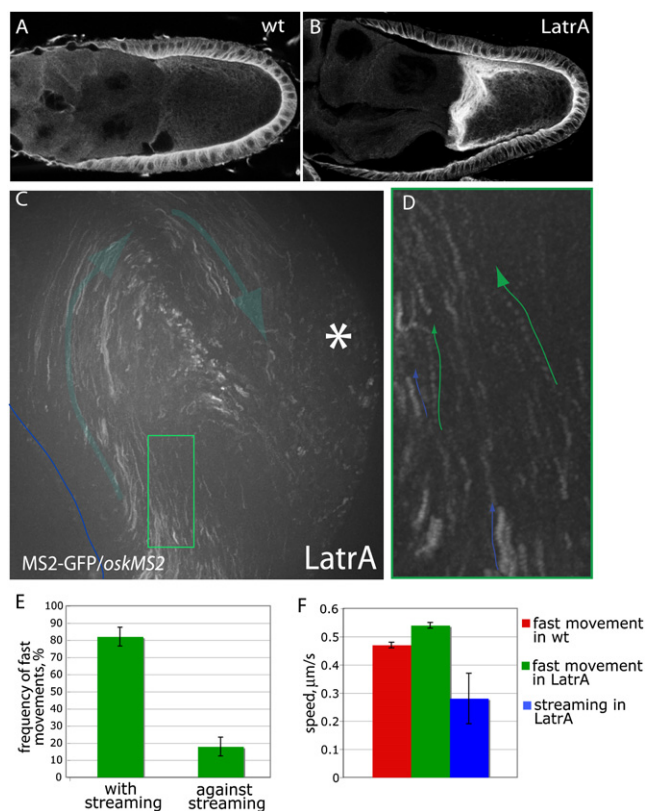 A
wt
B
LatrA
C
D
*
MS2-GFP/oskMS2
LatrA
E
frequency of fast
movements, %
100
90
80
70
60
50
40
30
20
10
0
with
streaming
against
streaming
F
speed, μm/s
0.6
0.5
0.4
0.3
0.2
0.1
0
fast movement
in wt
fast movement
in LatrA
streaming in
LatrA